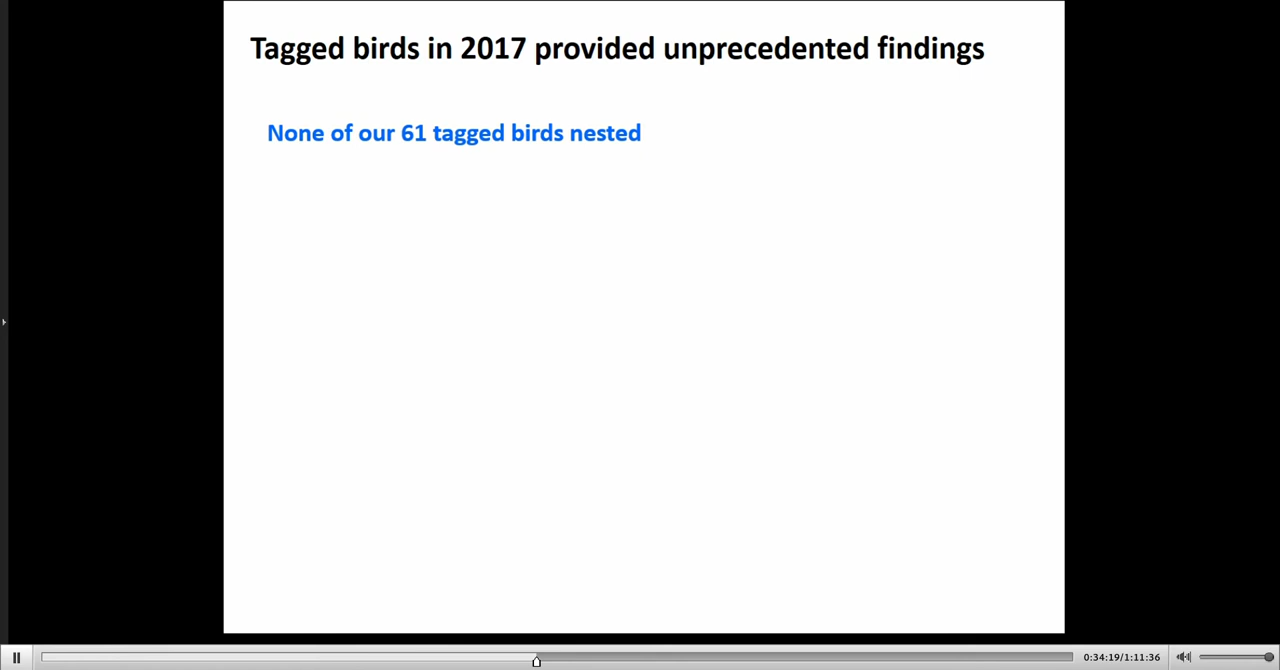 Tagged birds in 2017 provided unprecedented findings
None of our 61 tagged birds nested
0:34:19/1:11:36